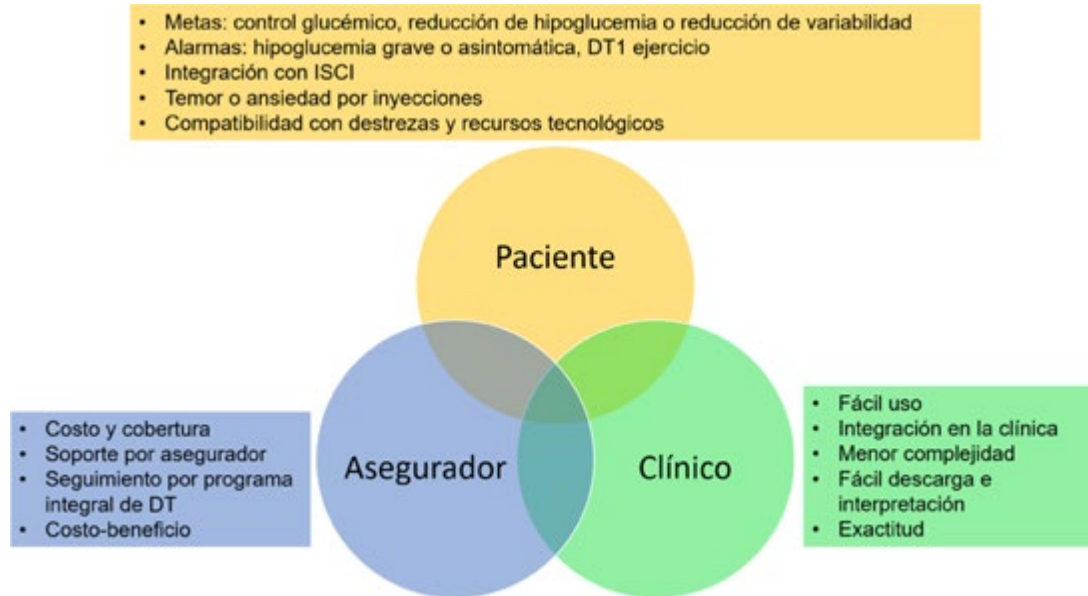 • Metas: control glucémico, reducción de hipoglucemia o reducción de variabilidad
• Alarmas: hipoglucemia grave o asintomática, DT1 ejercicio
• Integración con ISCI
• Temor o ansiedad por inyecciones
• Compatibilidad con destrezas y recursos tecnológicos
Paciente
• Costo y cobertura
• Soporte por asegurador
• Seguimiento por programa
integral de DT
• Costo-beneficio
Asegurador
Clínico
• Fácil uso
• Integración en la clínica
• Menor complejidad
• Fácil descarga e
interpretación
• Exactitud